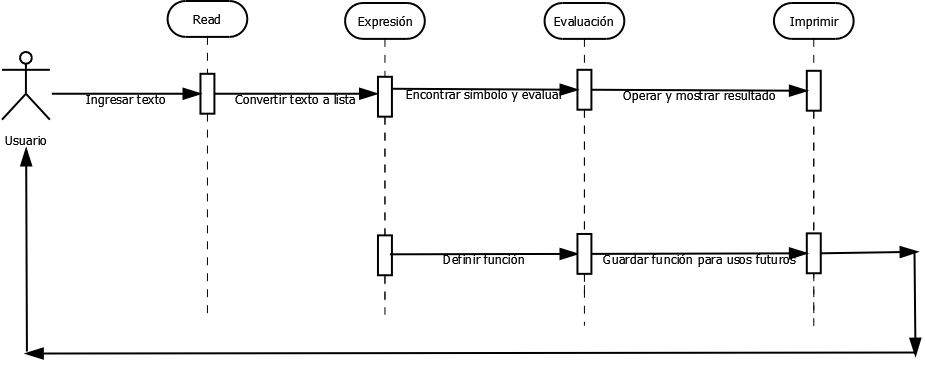 Read
Expresión
Evaluación
Imprimir
Ingresar texto
Convertir texto a lista
Encontrar simbolo y evaluar
Operar y mostrar resultado
Usuario
Definir función
Guardar función para usos futuros